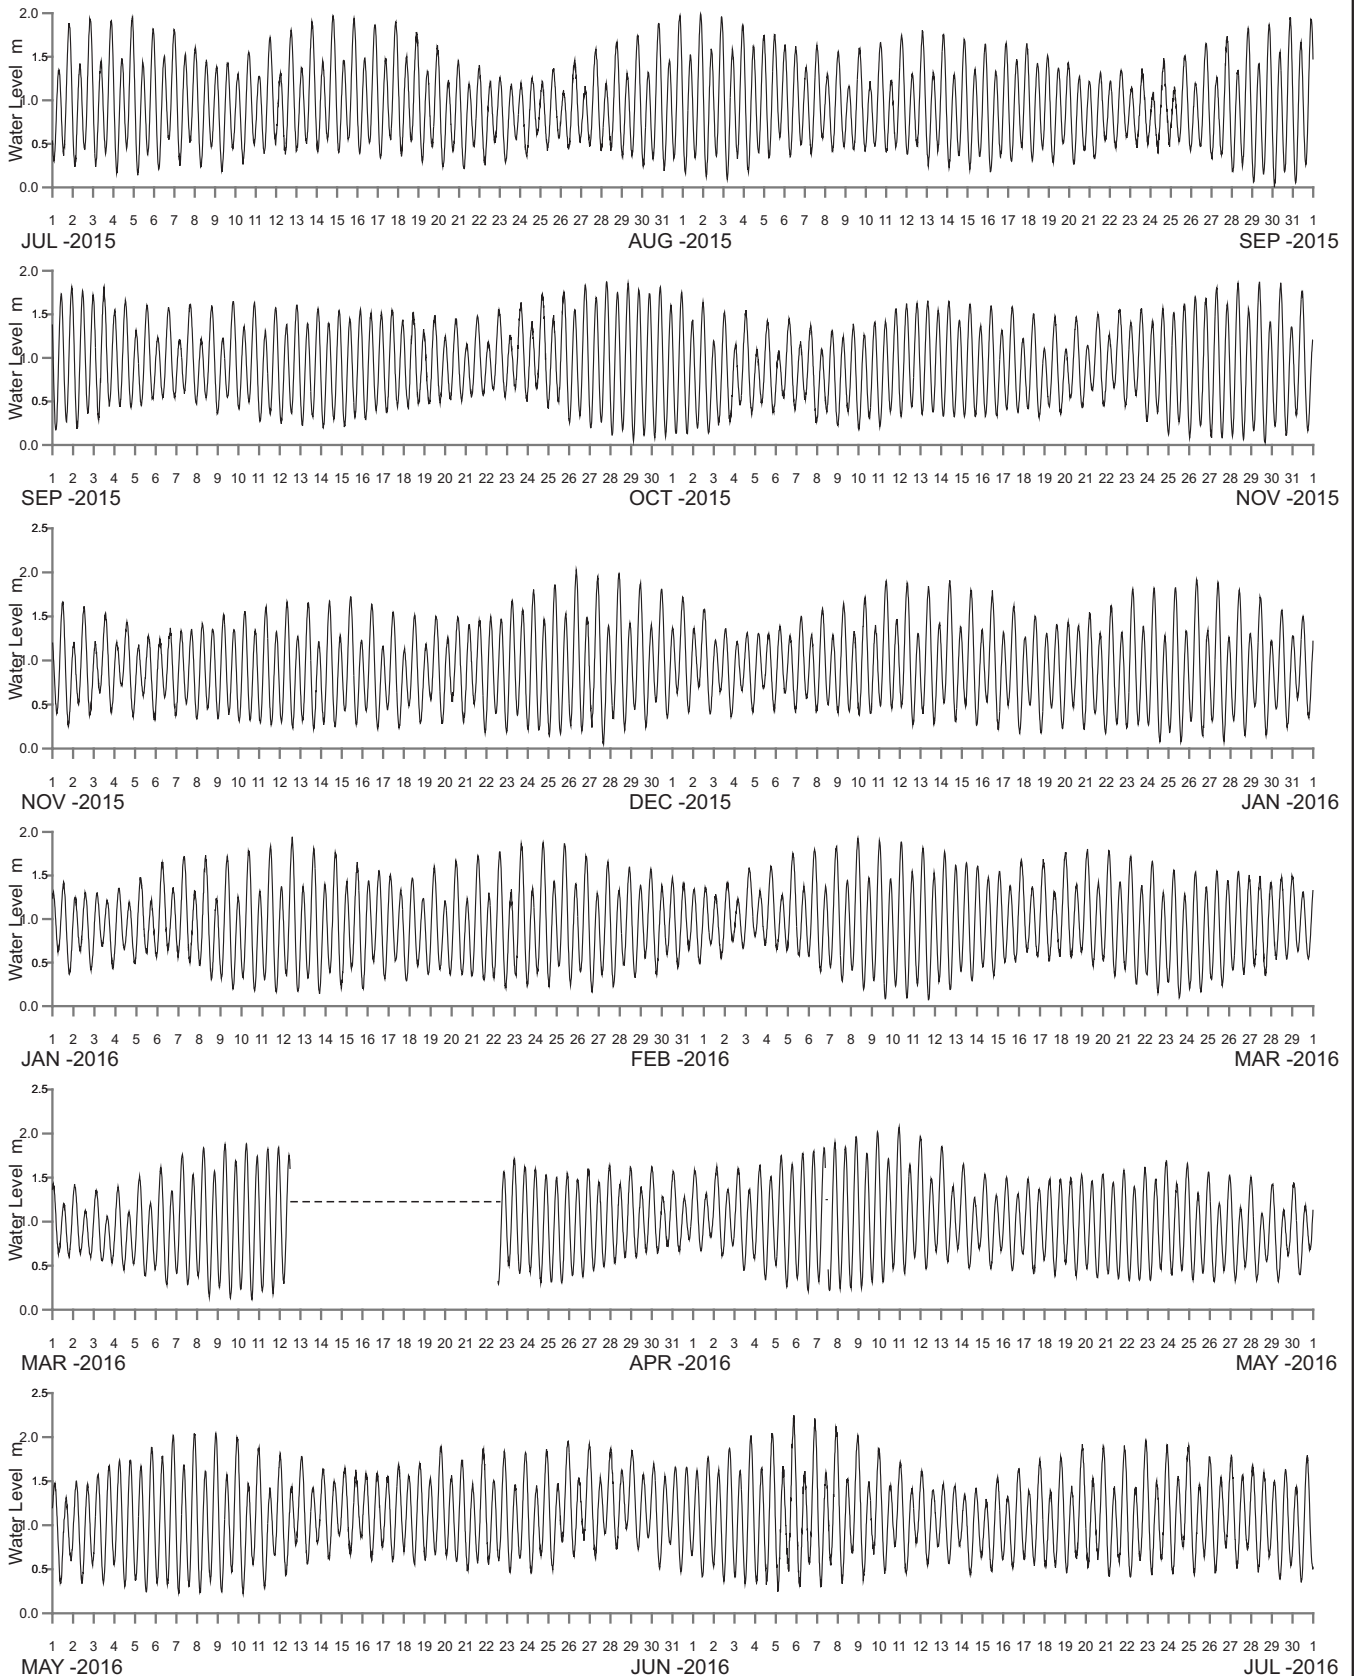 Water Level m
2.0
1.5
1.0
0.5
0.0
1 2 3 4 5 6 7 8 9 10 11 12 13 14 15 16 17 18 19 20 21 22 23 24 25 26 27 28 29 30 31 1 2 3 4 5 6 7 8 9 10 11 12 13 14 15 16 17 18 19 20 21 22 23 24 25 26 27 28 29 30 31 1
JUL -2015 AUG -2015 SEP -2015
Water Level m
2.0
1.5
1.0
0.5
0.0
1 2 3 4 5 6 7 8 9 10 11 12 13 14 15 16 17 18 19 20 21 22 23 24 25 26 27 28 29 30 1 2 3 4 5 6 7 8 9 10 11 12 13 14 15 16 17 18 19 20 21 22 23 24 25 26 27 28 29 30 31 1
SEP -2015 OCT -2015 NOV -2015
Water Level m
2.5
2.0
1.5
1.0
0.5
0.0
1 2 3 4 5 6 7 8 9 10 11 12 13 14 15 16 17 18 19 20 21 22 23 24 25 26 27 28 29 30 1 2 3 4 5 6 7 8 9 10 11 12 13 14 15 16 17 18 19 20 21 22 23 24 25 26 27 28 29 30 31 1
NOV -2015 DEC -2015 JAN -2016
Water Level m
2.0
1.5
1.0
0.5
0.0
1 2 3 4 5 6 7 8 9 10 11 12 13 14 15 16 17 18 19 20 21 22 23 24 25 26 27 28 29 30 31 1 2 3 4 5 6 7 8 9 10 11 12 13 14 15 16 17 18 19 20 21 22 23 24 25 26 27 28 29 1
JAN -2016 FEB -2016 MAR -2016
Water Level m
2.5
2.0
1.5
1.0
0.5
0.0
1 2 3 4 5 6 7 8 9 10 11 12 13 14 15 16 17 18 19 20 21 22 23 24 25 26 27 28 29 30 31 1 2 3 4 5 6 7 8 9 10 11 12 13 14 15 16 17 18 19 20 21 22 23 24 25 26 27 28 29 30 1
MAR -2016 APR -2016 MAY -2016
Water Level m
2.5
2.0
1.5
1.0
0.5
0.0
1 2 3 4 5 6 7 8 9 10 11 12 13 14 15 16 17 18 19 20 21 22 23 24 25 26 27 28 29 30 31 1 2 3 4 5 6 7 8 9 10 11 12 13 14 15 16 17 18 19 20 21 22 23 24 25 26 27 28 29 30 1
MAY -2016 JUN -2016 JUL -2016